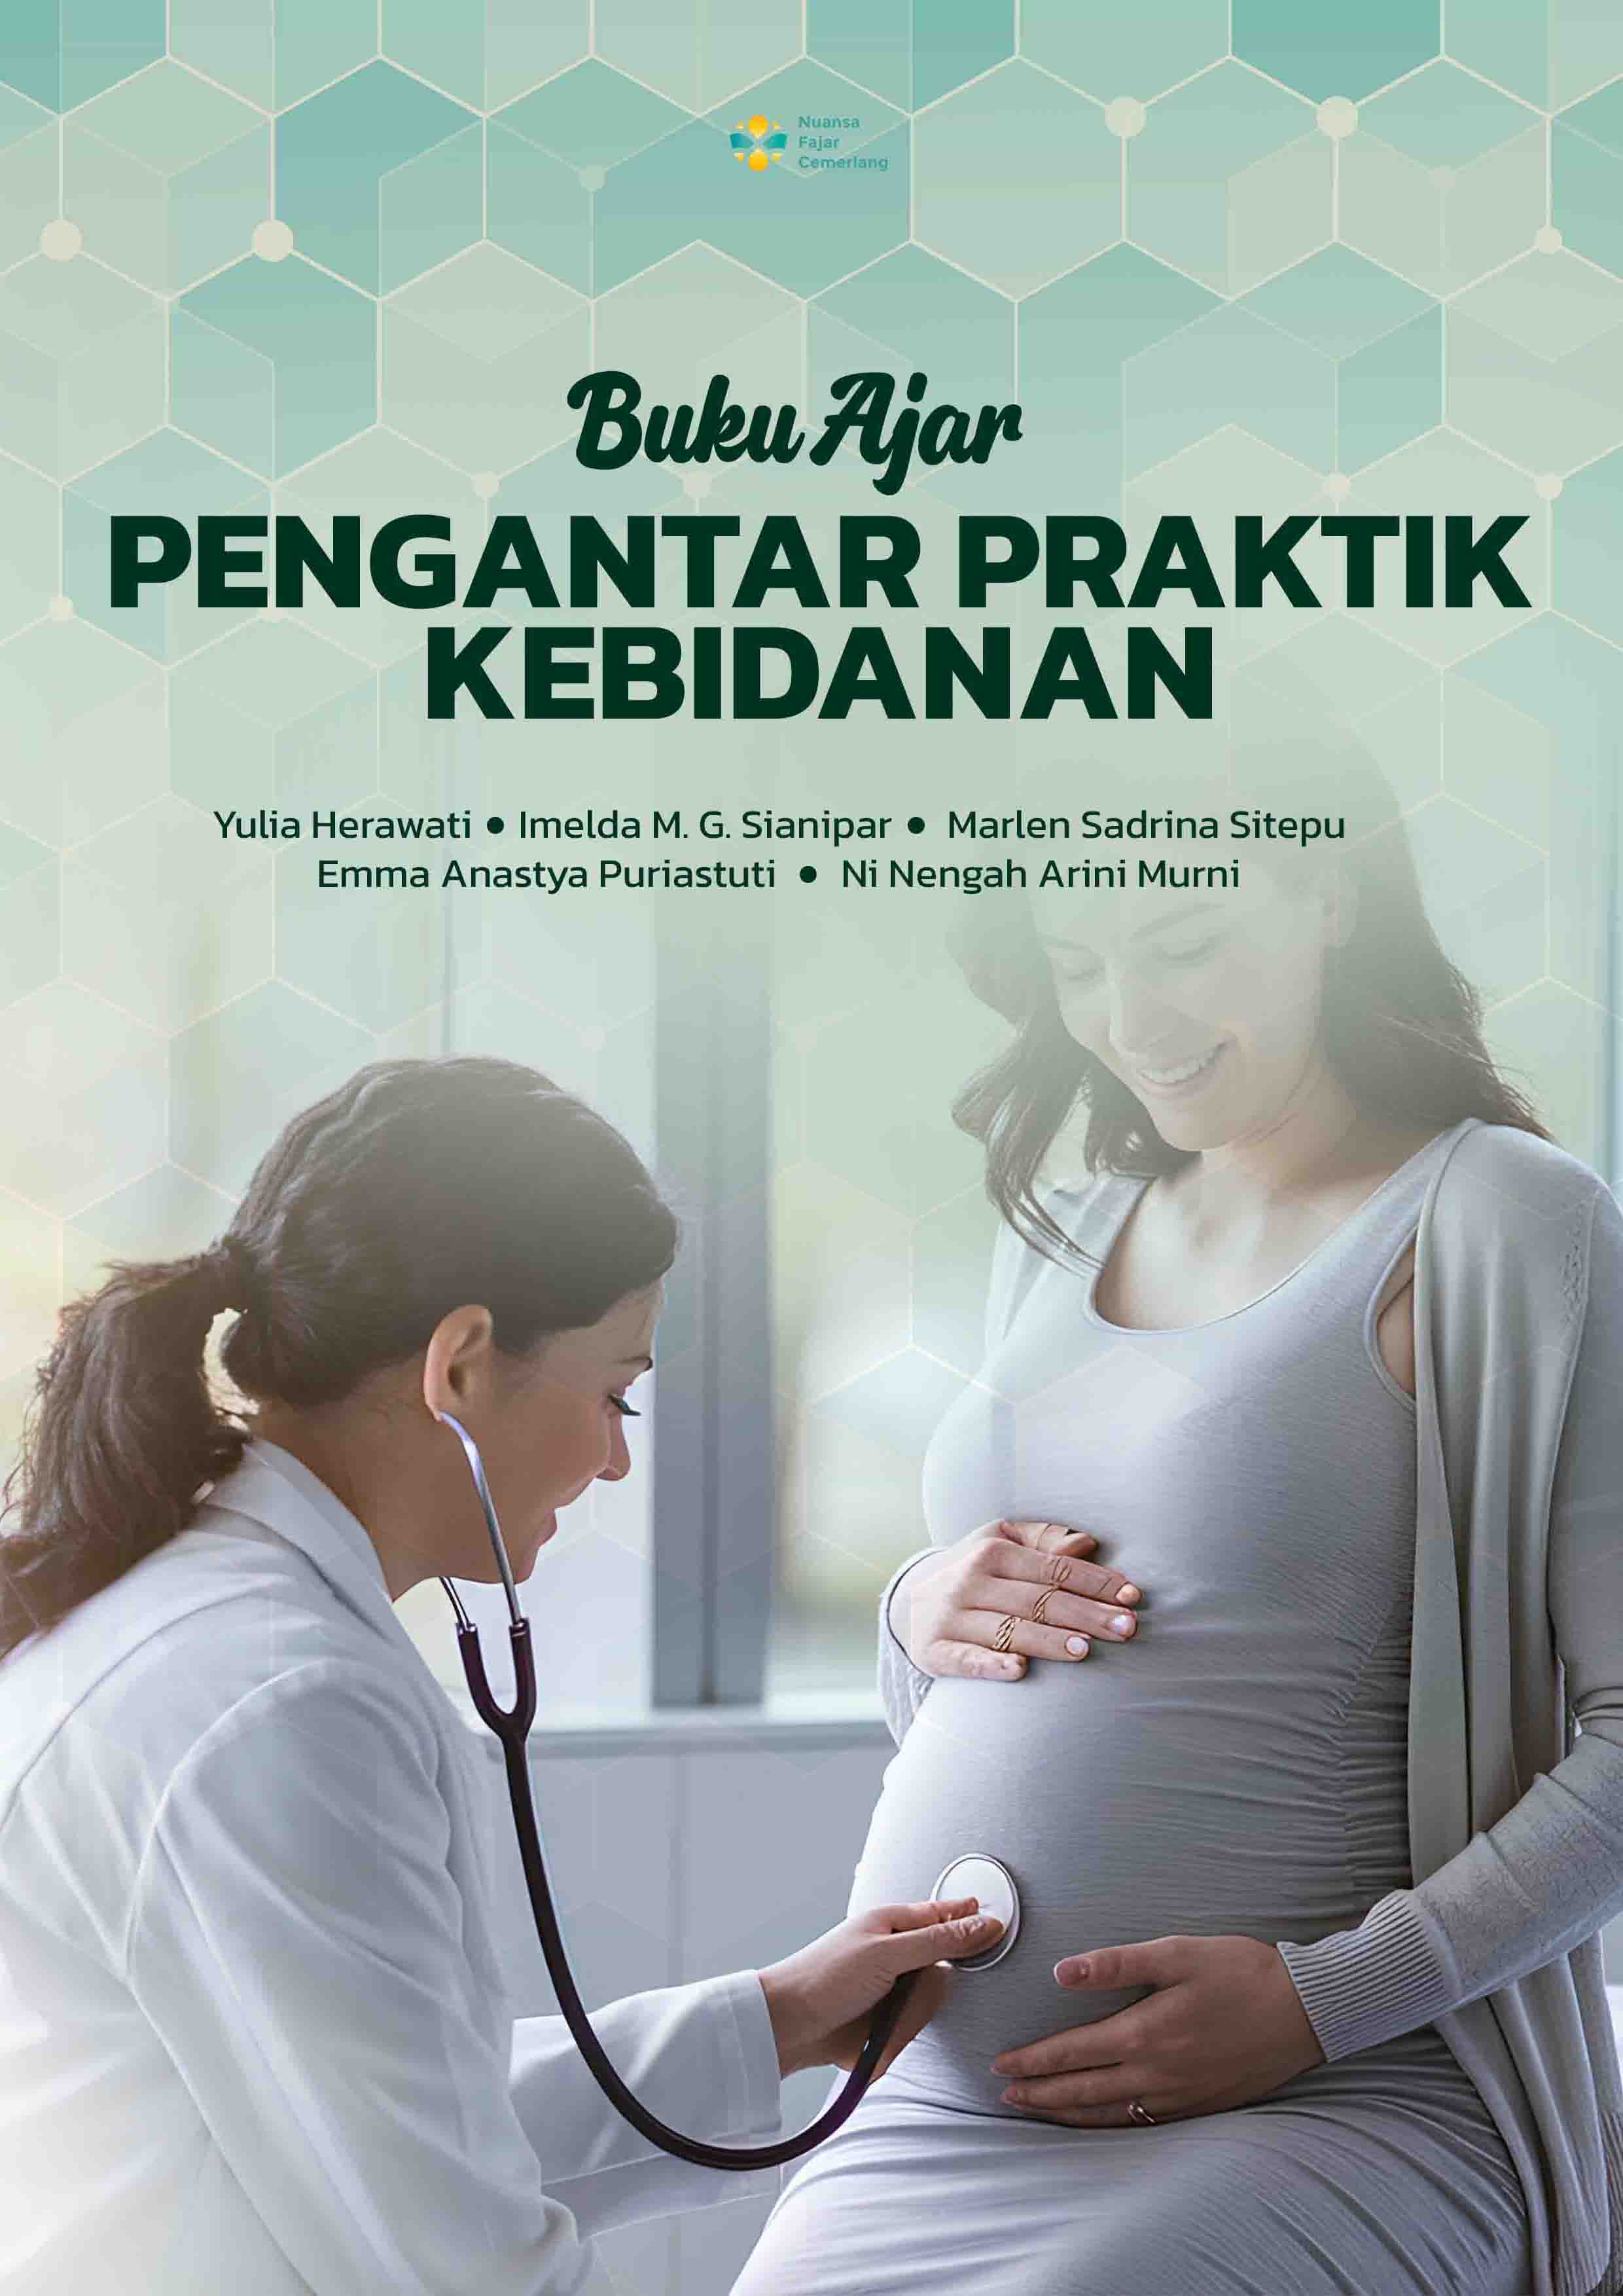 Nuansa
Fajar
Cemerlang
Buku Ajar
PENGANTAR PRAKTIK
KEBIDANAN
Yulia Herawati ● Imelda M. G. Sianipar ● Marlen Sadrina Sitepu
Emma Anastya Puriastuti ● Ni Nengah Arini Murni